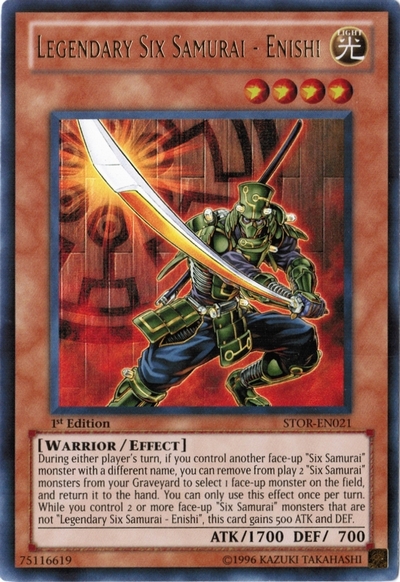 LEGENDARY SIX SAMURAI - ENISHI
LIGHT
光
1st Edition
STOR-EN021
[WARRIOR/EFFECT]
During either player's turn, if you control another face-up "Six Samurai"
monster with a different name, you can remove from play 2 "Six Samurai"
monsters from your Graveyard to select 1 face-up monster on the field,
and return it to the hand. You can only use this effect once per turn.
While you control 2 or more face-up "Six Samurai" monsters that are
not "Legendary Six Samurai - Enishi", this card gains 500 ATK and DEF.
ATK/1700 DEF/ 700
75116619
©1996 KAZUKI TAKAHASHI